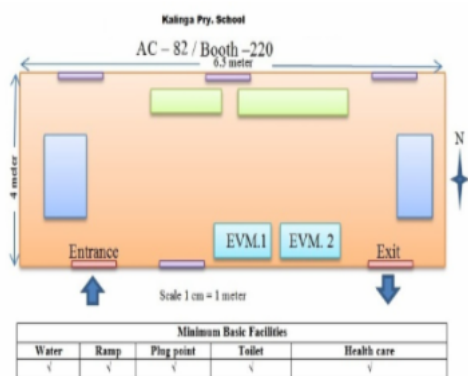 Kalinga Pry. School
AC – 82 / Booth –220
6.3 meter
4 meter
N
EVM.1 EVM. 2
Entrance Exit
Scale 1 cm = 1 meter
Minimum Basic Facilities
Water Ramp Plug point Toilet Health care
√ √ √ √ √